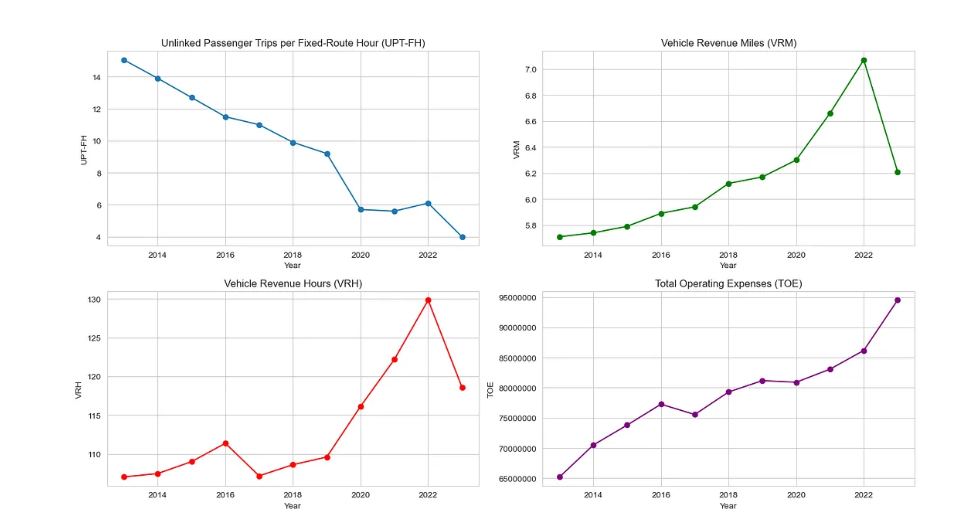 Unlinked Passenger Trips per Fixed-Route Hour (UPT-FH)
14
12
10
8
6
4
UPT-FH
2014 2016 2018 2020 2022
Year
Vehicle Revenue Miles (VRM)
7.0
6.8
6.6
6.4
6.2
6.0
5.8
VRM
2014 2016 2018 2020 2022
Year
Vehicle Revenue Hours (VRH)
130
125
120
115
110
VRH
2014 2016 2018 2020 2022
Year
Total Operating Expenses (TOE)
95000000
90000000
85000000
80000000
75000000
70000000
65000000
TOE
2014 2016 2018 2020 2022
Year